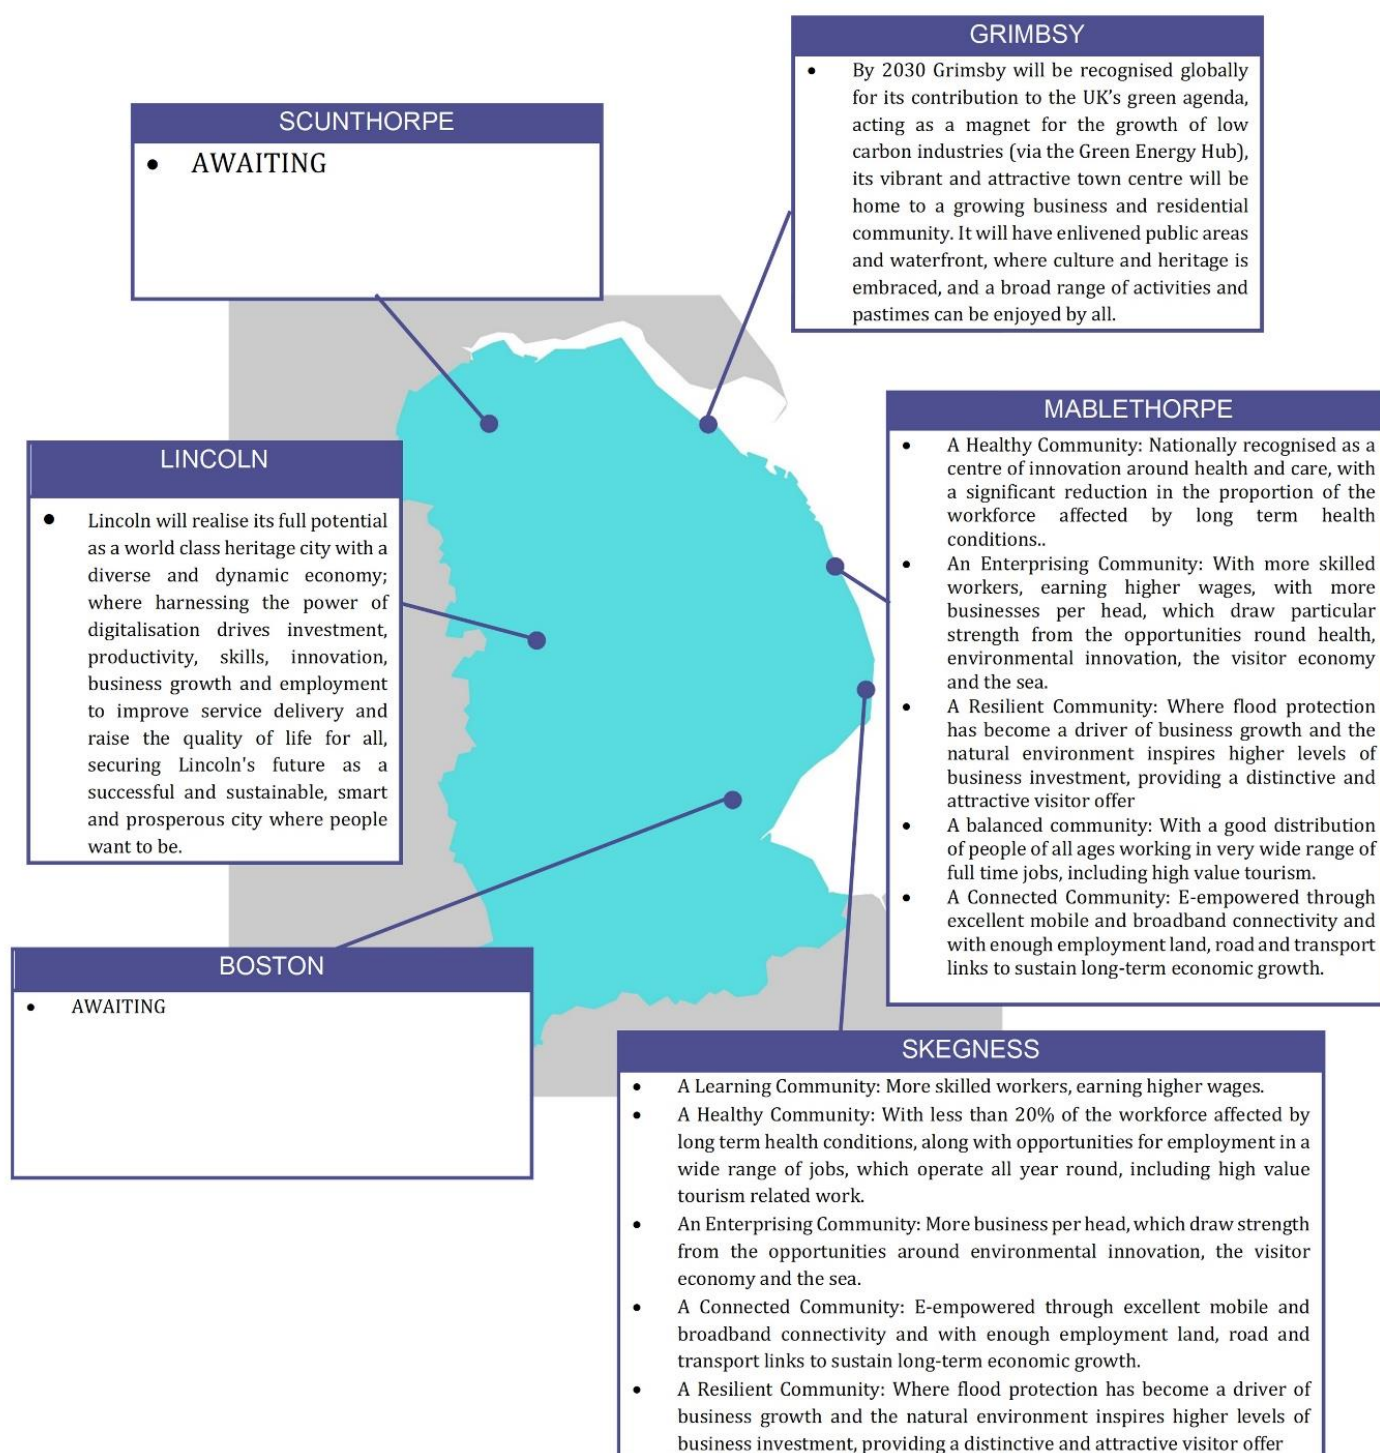 GRIMBSY
• By 2030 Grimsby will be recognised globally
for its contribution to the UK's green agenda,
acting as a magnet for the growth of low
carbon industries (via the Green Energy Hub),
its vibrant and attractive town centre will be
home to a growing business and residential
community. It will have enlivened public areas
and waterfront, where culture and heritage is
embraced, and a broad range of activities and
pastimes can be enjoyed by all.
SCUNTHORPE
• AWAITING
MABLETHORPE
• A Healthy Community: Nationally recognised as a
centre of innovation around health and care, with
a significant reduction in the proportion of the
workforce affected by long term health
conditions..
• An Enterprising Community: With more skilled
workers, earning higher wages, with more
businesses per head, which draw particular
strength from the opportunities round health,
environmental innovation, the visitor economy
and the sea.
• A Resilient Community: Where flood protection
has become a driver of business growth and the
natural environment inspires higher levels of
business investment, providing a distinctive and
attractive visitor offer
• A balanced community: With a good distribution
of people of all ages working in very wide range of
full time jobs, including high value tourism.
• A Connected Community: E-empowered through
excellent mobile and broadband connectivity and
with enough employment land, road and transport
links to sustain long-term economic growth.
LINCOLN
• Lincoln will realise its full potential
as a world class heritage city with a
diverse and dynamic economy;
where harnessing the power of
digitalisation drives investment,
productivity, skills, innovation,
business growth and employment
to improve service delivery and
raise the quality of life for all,
securing Lincoln's future as a
successful and sustainable, smart
and prosperous city where people
want to be.
BOSTON
• AWAITING
SKEGNESS
• A Learning Community: More skilled workers, earning higher wages.
• A Healthy Community: With less than 20% of the workforce affected by
long term health conditions, along with opportunities for employment in a
wide range of jobs, which operate all year round, including high value
tourism related work.
• An Enterprising Community: More business per head, which draw strength
from the opportunities around environmental innovation, the visitor
economy and the sea.
• A Connected Community: E-empowered through excellent mobile and
broadband connectivity and with enough employment land, road and
transport links to sustain long-term economic growth.
• A Resilient Community: Where flood protection has become a driver of
business growth and the natural environment inspires higher levels of
business investment, providing a distinctive and attractive visitor offer